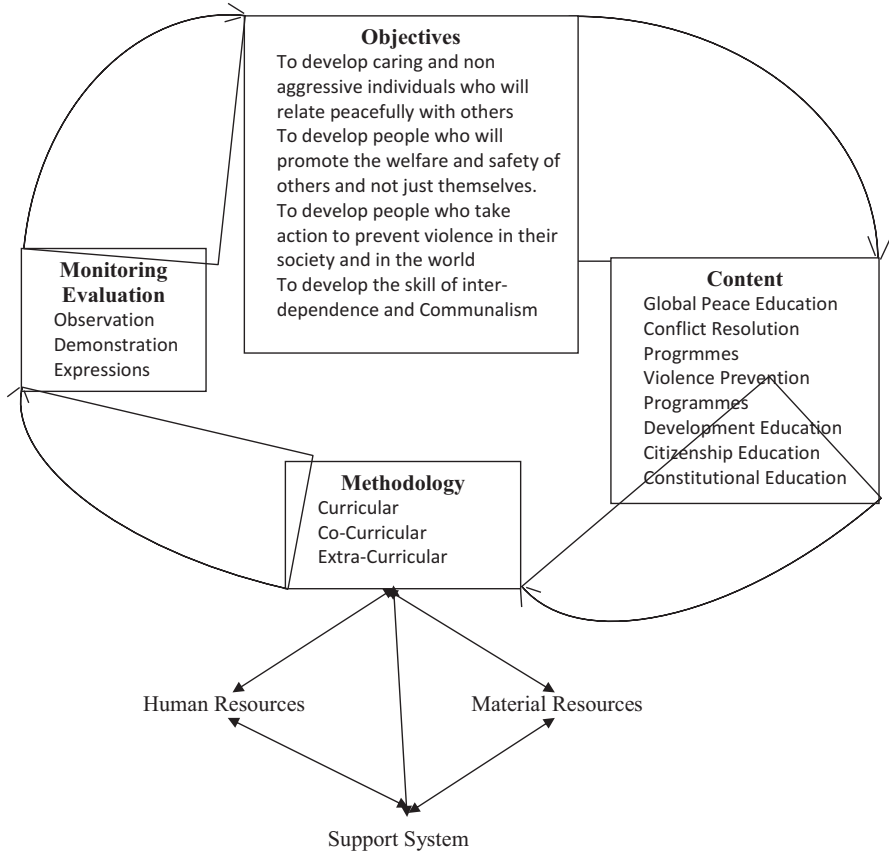 Objectives
To develop caring and non
aggressive individuals who will
relate peacefully with others
To develop people who will
promote the welfare and safety of
others and not just themselves.
To develop people who take
action to prevent violence in their
society and in the world
To develop the skill of inter-
dependence and Communalism
Monitoring
Evaluation
Observation
Demonstration
Expressions
Content
Global Peace Education
Conflict Resolution
Progrmmes
Violence Prevention
Programmes
Development Education
Citizenship Education
Constitutional Education
Methodology
Curricular
Co-Curricular
Extra-Curricular
Human Resources
Material Resources
Support System